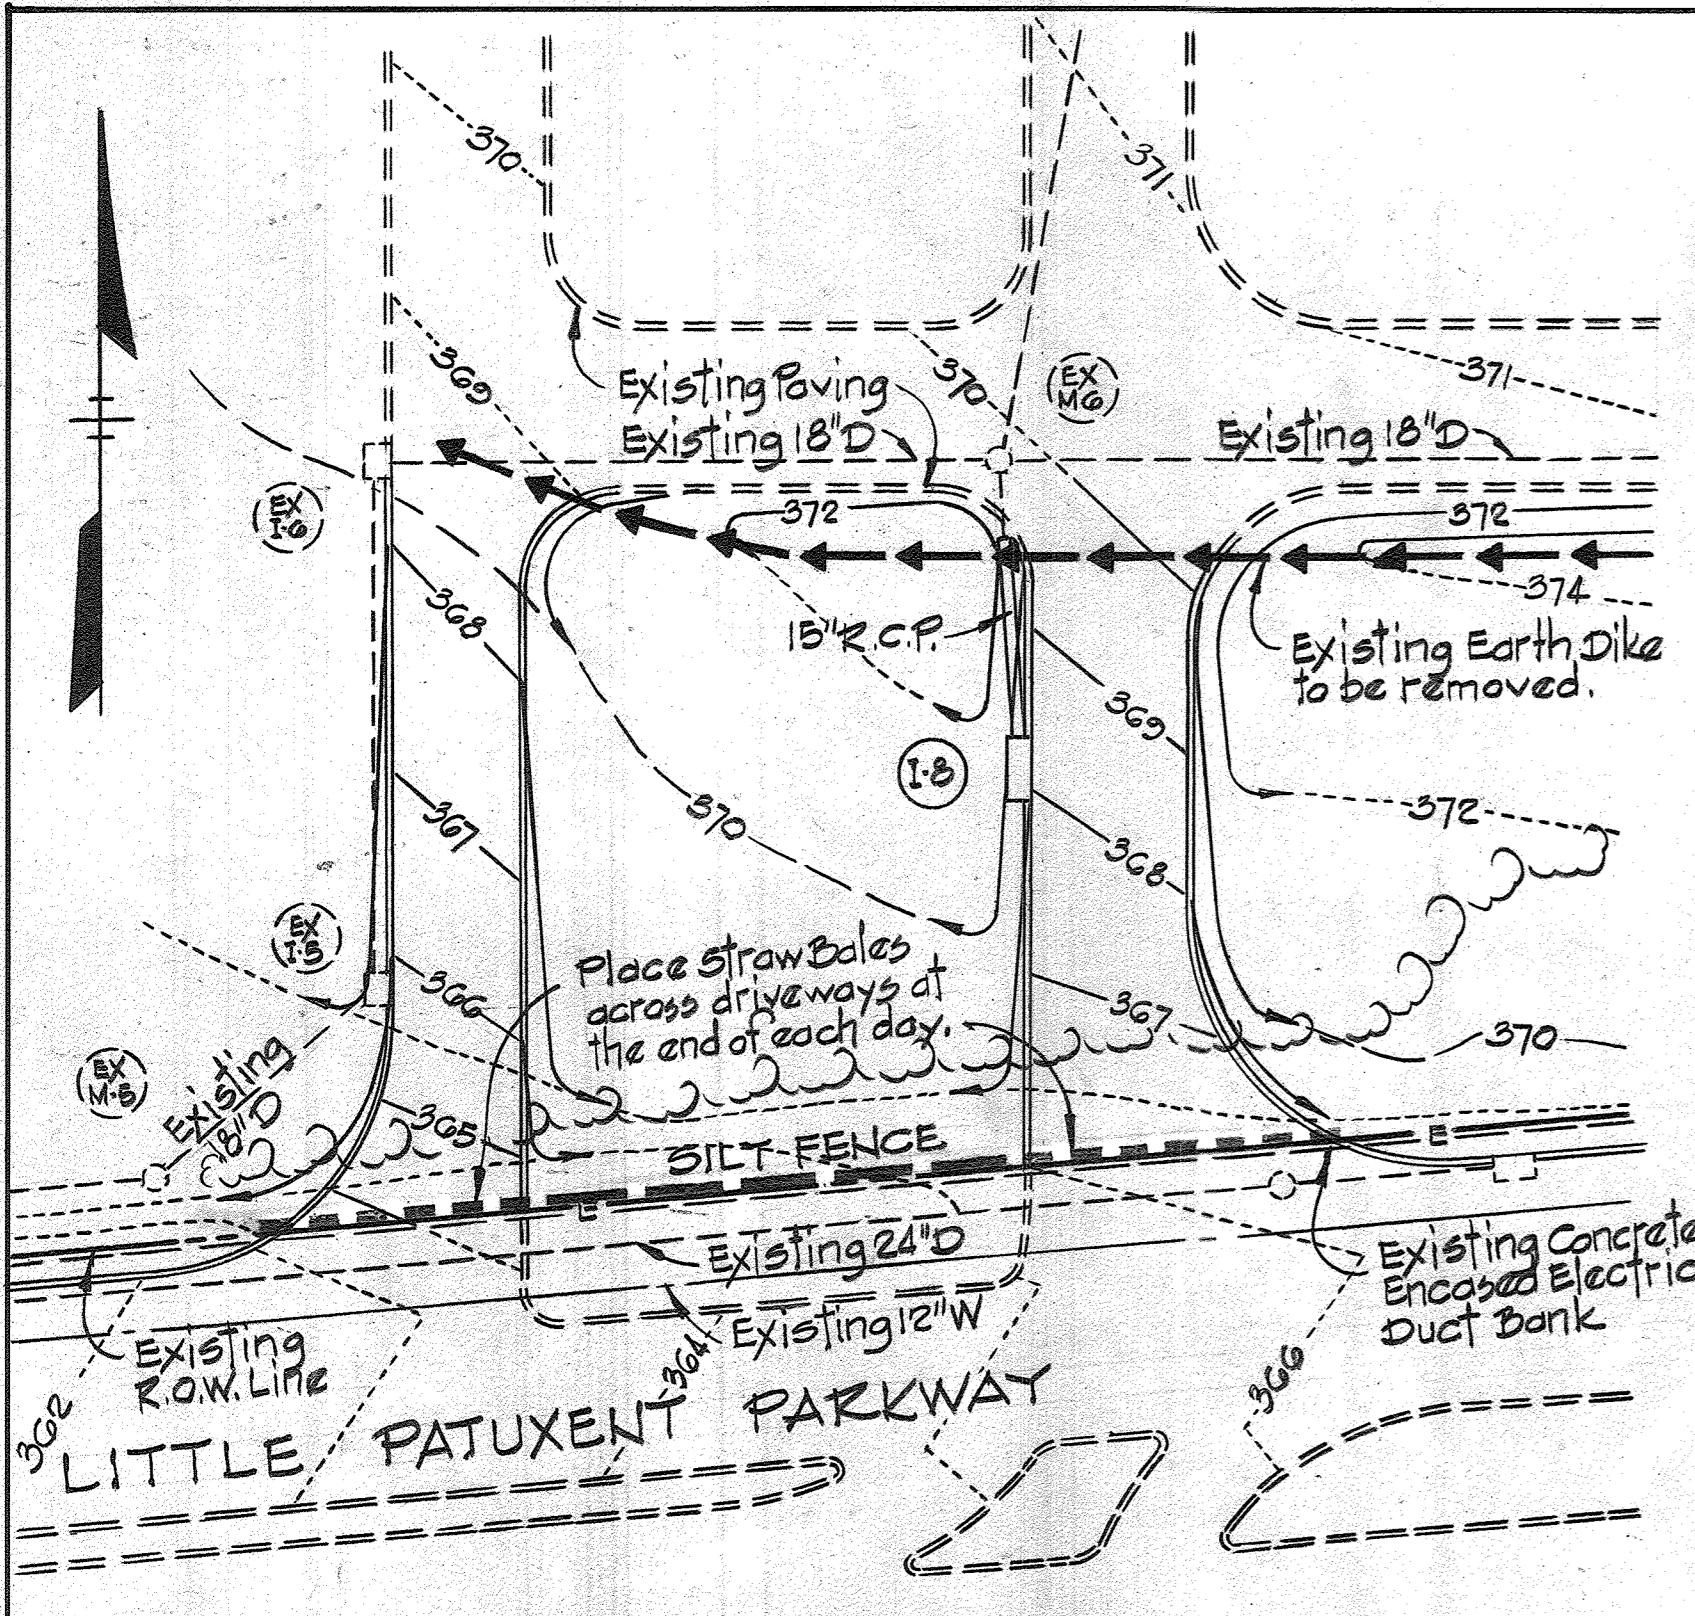 370
371
369
Existing Paving
370
EX
M6
371
Existing 18"D
Existing 18"D
EX
I-6
372
372
368
374
15" R.C.P.
Existing Earth Dike
to be removed.
369
I-8
367
370
372
368
EX
I-5
Place Straw Bales
across driveways at
the end of each day.
366
367
370
EX
M-5
Existing
18"D
365
SILT FENCE
E
E
Existing 24"D
Existing Concrete
Encased Electric
Duct Bank
Existing 12"W
Existing
R.O.W. Line
364
366
362
LITTLE PATUXENT PARKWAY